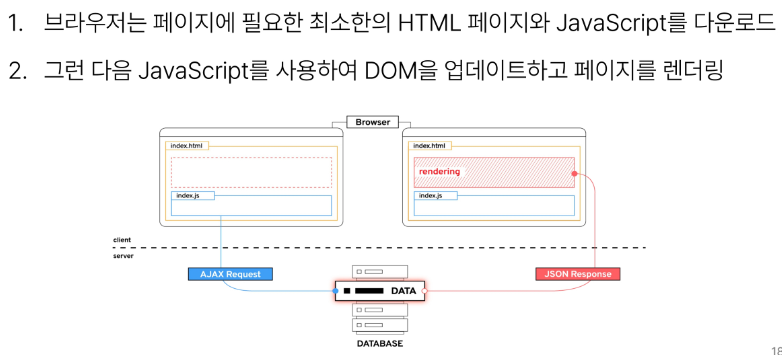 1. 브라우저는 페이지에 필요한 최소한의 HTML 페이지와 JavaScript를 다운로드
2. 그런 다음 JavaScript를 사용하여 DOM을 업데이트하고 페이지를 렌더링
Browser
index.html
index.html
rendering
index.js
index.js
client
server
AJAX Request
JSON Response
DATA
DATABASE
18